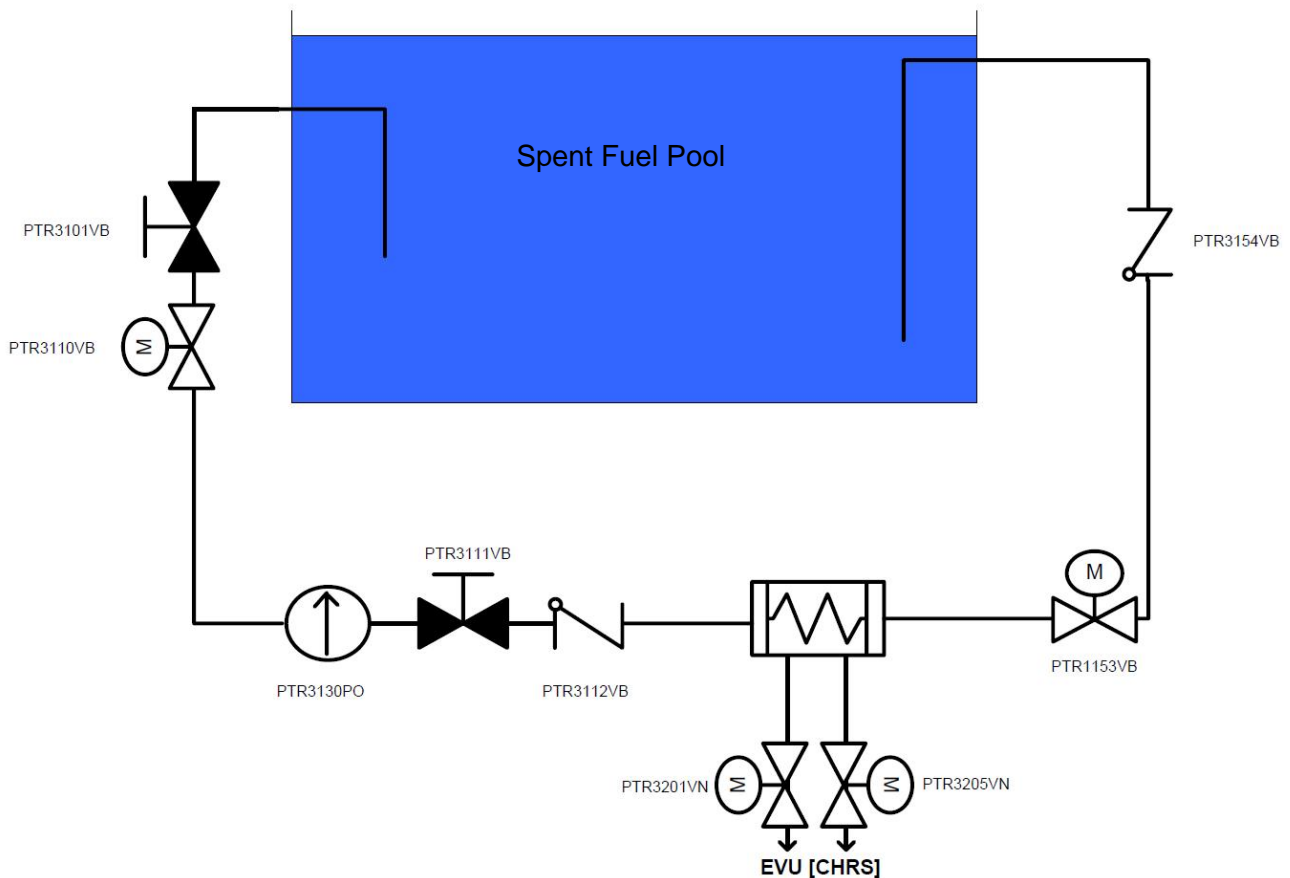 Spent Fuel Pool
PTR3101VB
PTR3154VB
M
PTR3110VB
PTR3111VB
M
PTR1153VB
PTR3130PO
PTR3112VB
PTR3201VN
M
M
PTR3205VN
EVU [CHRS]